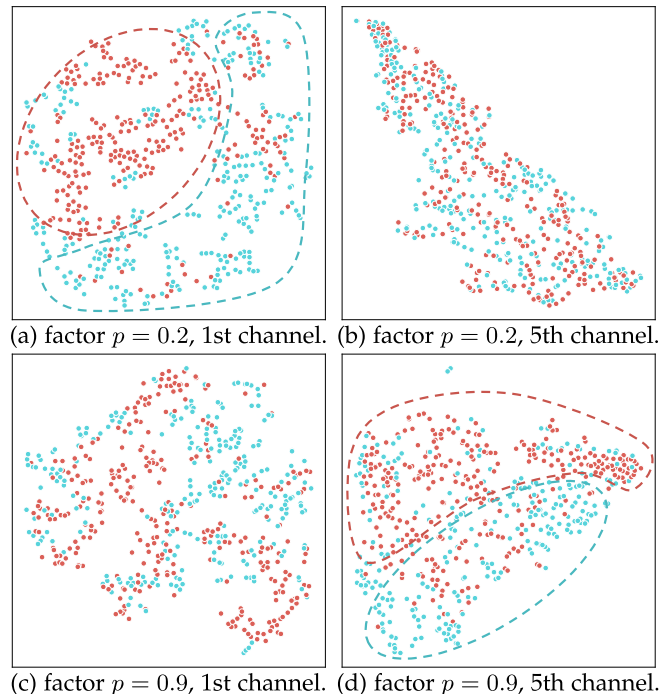 (a) factor p = 0.2, 1st channel.
(b) factor p = 0.2, 5th channel.
(c) factor p = 0.9, 1st channel.
(d) factor p = 0.9, 5th channel.